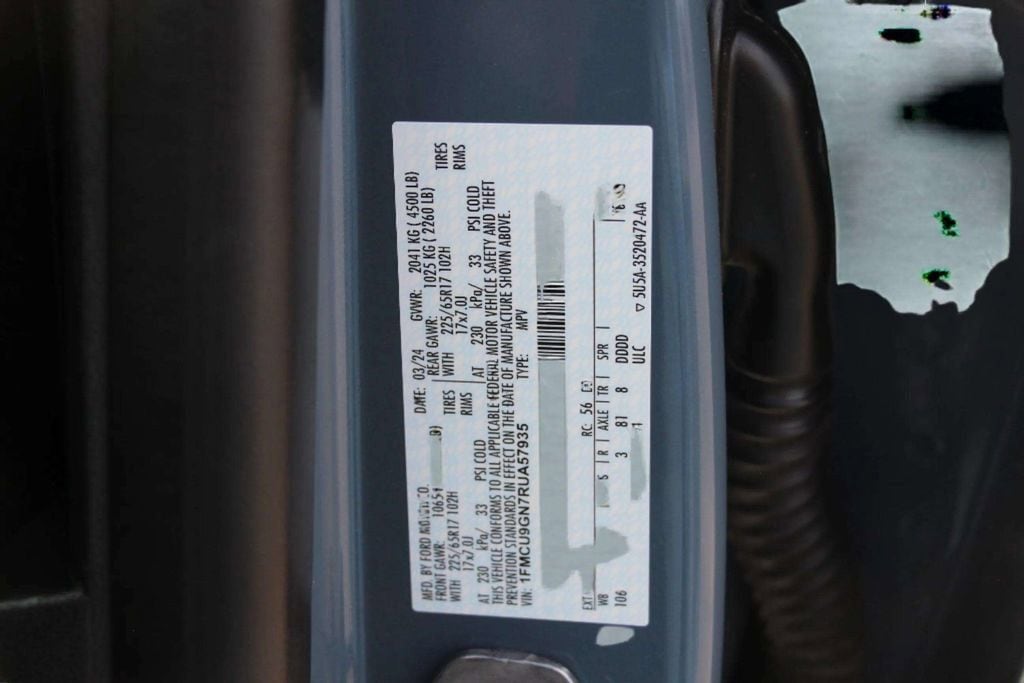 MFD. BY FORD MOTOR CO. DATE: 03/24 GVWR: 2041 KG ( 4500 LB)
FRONT GAWR: 1065 REAR GAWR: 1025 KG ( 2260 LB)
WITH 225/65R17 102H TIRES WITH 225/65R17 102H TIRES
17x7.0J RIMS 17x7.0J RIMS
AT 230 kPa/ 33 PSI COLD AT 230 kPa/ 33 PSI COLD
THIS VEHICLE CONFORMS TO ALL APPLICABLE FEDERAL MOTOR VEHICLE SAFETY AND THEFT
PREVENTION STANDARDS IN EFFECT ON THE DATE OF MANUFACTURE SHOWN ABOVE.
VIN: 1FMCU9GN7RUA57935 TYPE: MPV
EXT RC: 56
WB S | R | AXLE | TR | SPR |
106 3 81 8 DDDD
1 ULC ▽ 5U5A-3520472-AA